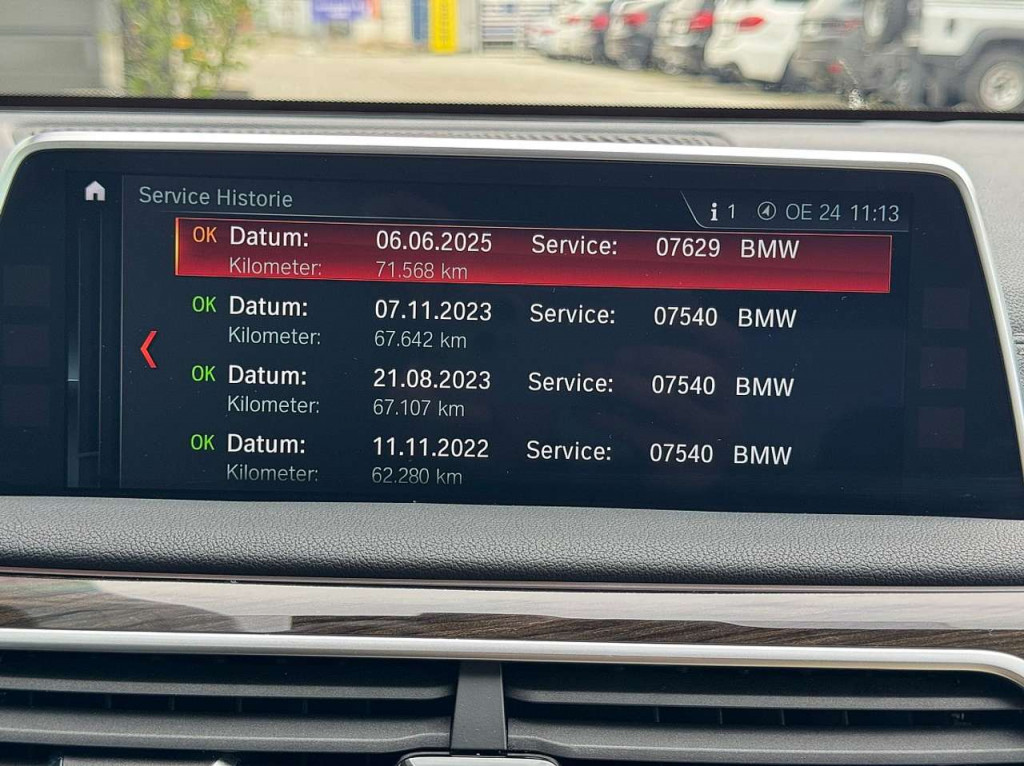 Service Historie
i 1 OE 24 11:13
OK Datum: 06.06.2025 Service: 07629 BMW
Kilometer: 71.568 km
OK Datum: 07.11.2023 Service: 07540 BMW
Kilometer: 67.642 km
OK Datum: 21.08.2023 Service: 07540 BMW
Kilometer: 67.107 km
OK Datum: 11.11.2022 Service: 07540 BMW
Kilometer: 62.280 km